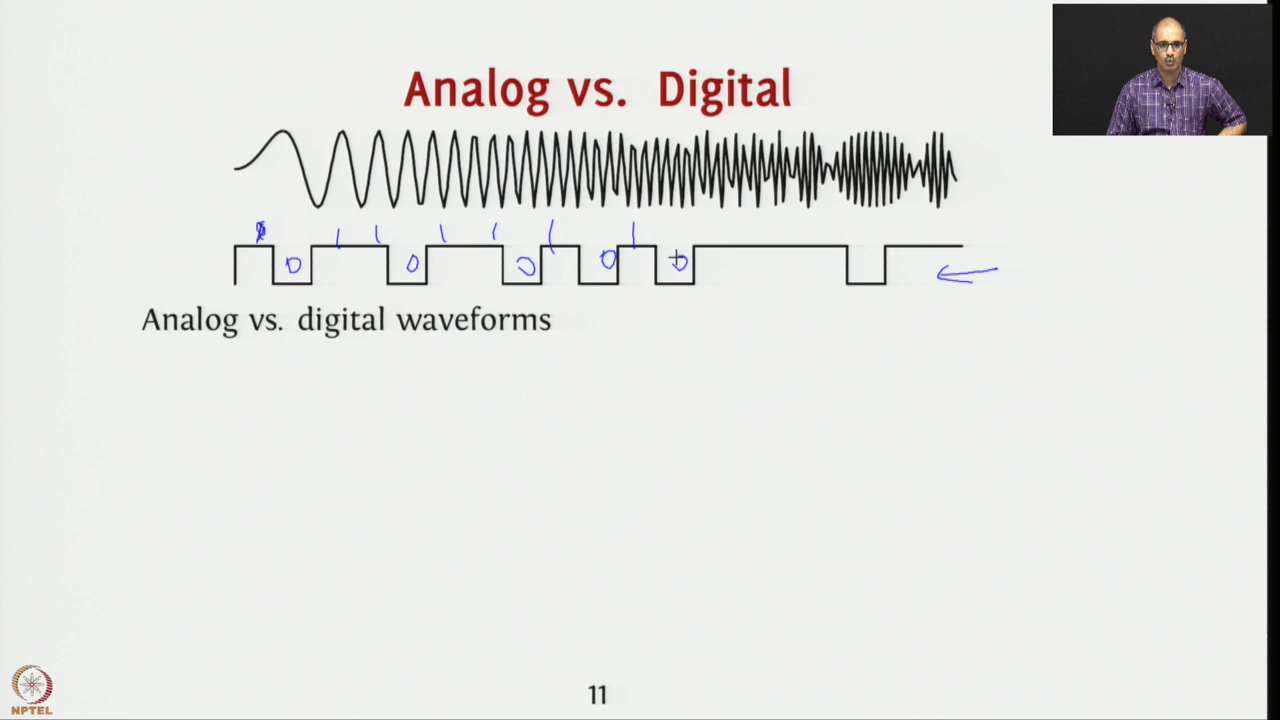 Analog vs. Digital
1 1 1 1 1 1
0 0 0 0 0
Analog vs. digital waveforms
11
NPTEL